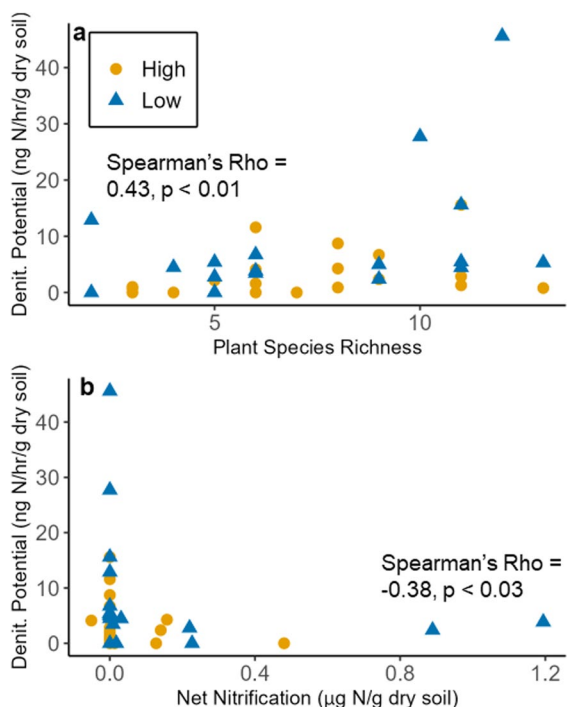 a
High
Low
Spearman's Rho =
0.43, p < 0.01
Denit. Potential (ng N/hr/g dry soil)
40
30
20
10
0
5
10
Plant Species Richness
b
Spearman's Rho =
-0.38, p < 0.03
Denit. Potential (ng N/hr/g dry soil)
40
30
20
10
0
0.0
0.4
0.8
1.2
Net Nitrification (μg N/g dry soil)